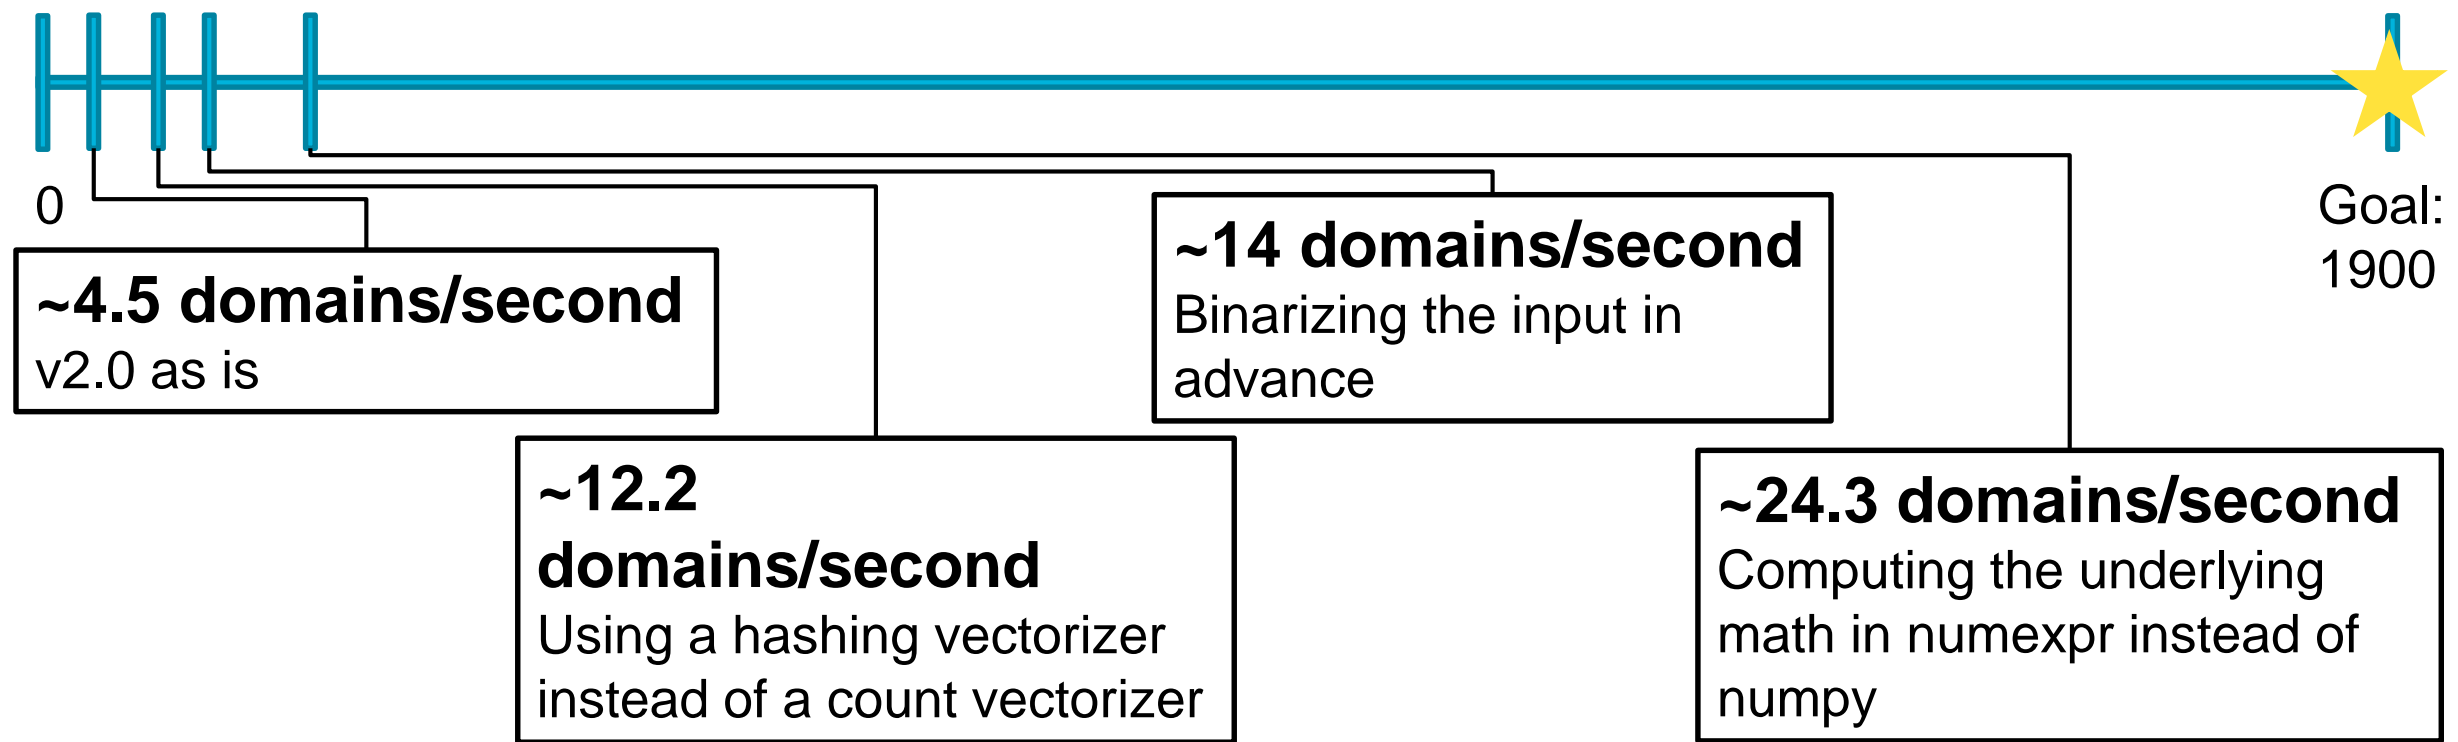 0
~4.5 domains/second
v2.0 as is
~12.2
domains/second
Using a hashing vectorizer
instead of a count vectorizer
~14 domains/second
Binarizing the input in
advance
~24.3 domains/second
Computing the underlying
math in numexpr instead of
numpy
Goal:
1900